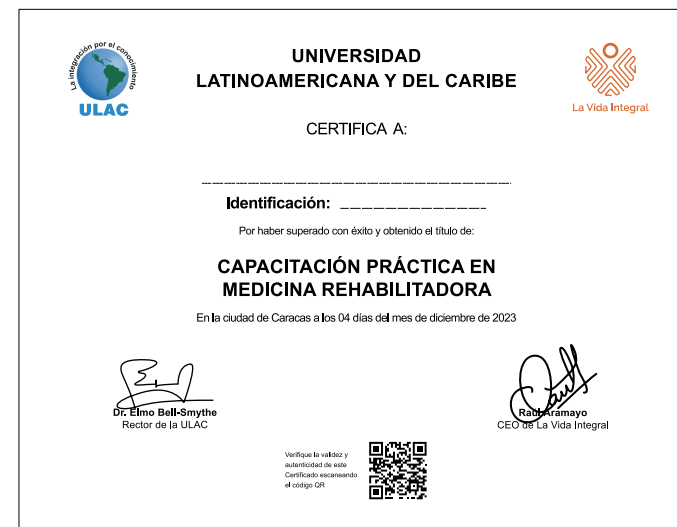 La integración por el conocimiento
ULAC
UNIVERSIDAD
LATINOAMERICANA Y DEL CARIBE
La Vida Integral
CERTIFICA A:
Identificación:
Por haber superado con éxito y obtenido el título de:
CAPACITACIÓN PRÁCTICA EN
MEDICINA REHABILITADORA
En la ciudad de Caracas a los 04 días del mes de diciembre de 2023
Dr. Elmo Bell-Smythe
Rector de la ULAC
Raúl Aramayo
CEO de La Vida Integral
Verifique la validez y
autenticidad de este
Certificado escaneando
el código QR